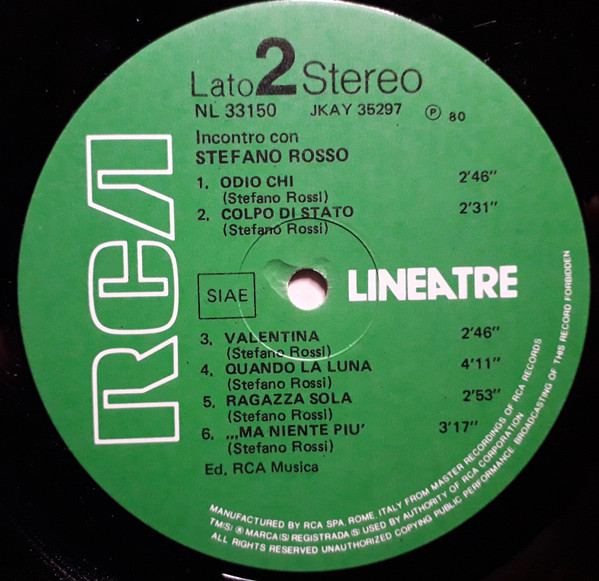 Lato 2 Stereo
NL 33150 JKAY 35297 Ⓟ 80
Incontro con
STEFANO ROSSO
1. ODIO CHI 2'46"
(Stefano Rossi)
2. COLPO DI STATO 2'31"
(Stefano Rossi)
RCA
SIAE
LINEATRE
3. VALENTINA 2'46"
(Stefano Rossi)
4. QUANDO LA LUNA 4'11"
(Stefano Rossi)
5. RAGAZZA SOLA 2'53"
(Stefano Rossi)
6. ,,,MA NIENTE PIU' 3'17"
(Stefano Rossi)
Ed. RCA Musica
MANUFACTURED BY RCA SPA, ROME, ITALY FROM MASTER RECORDINGS OF RCA RECORDS
TM(S) ® MARCA(S) REGISTRADA(S) USED BY AUTHORITY OF RCA CORPORATION
ALL RIGHTS RESERVED UNAUTHORIZED COPYING PUBLIC PERFORMANCE BROADCASTING OF THIS RECORD FORBIDDEN